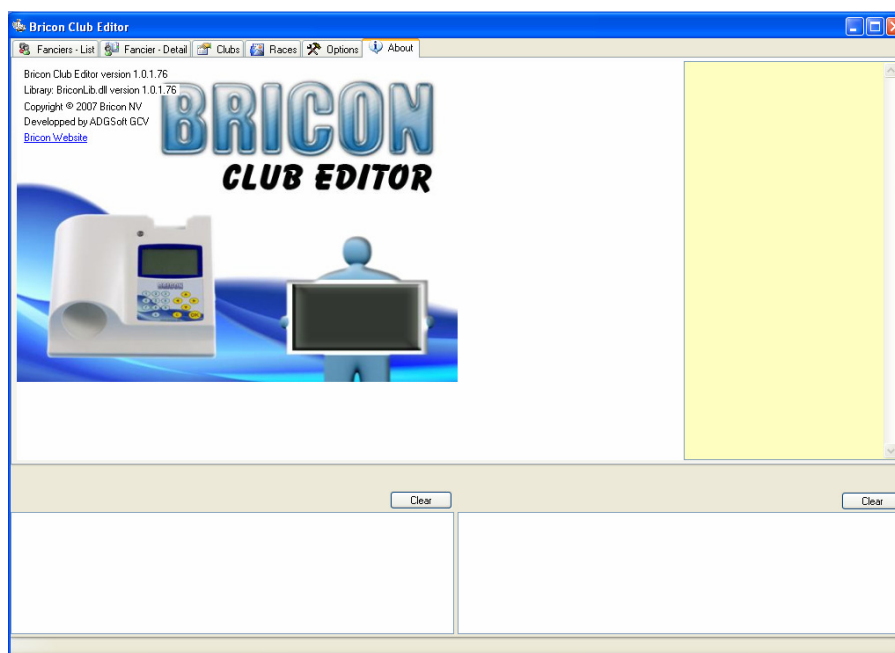 Bricon Club Editor
Fanciers - List
Fancier - Detail
Clubs
Races
Options
About
Bricon Club Editor version 1.0.1.76
Library: BriconLib.dll version 1.0.1.76
Copyright © 2007 Bricon NV
Developped by ADGSoft GCV
Bricon Website
BRICON
CLUB EDITOR
BRICON
Clear
Clear